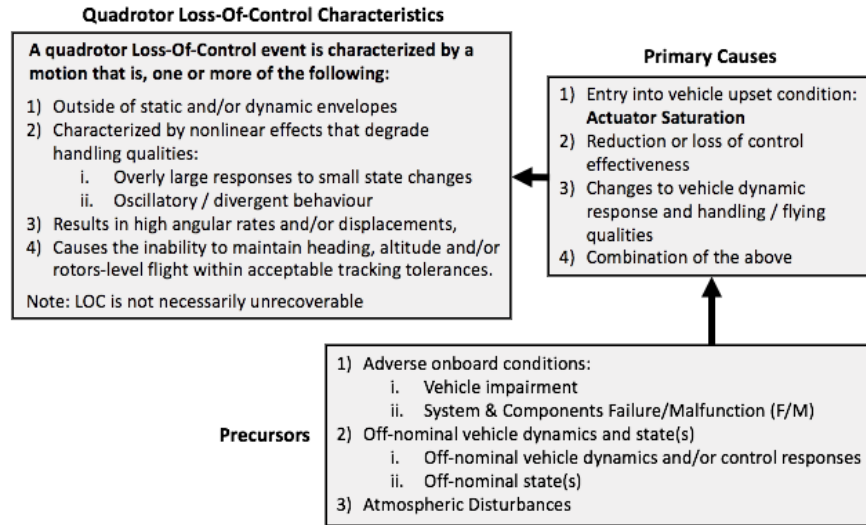 Quadrotor Loss-Of-Control Characteristics
A quadrotor Loss-Of-Control event is characterized by a
motion that is, one or more of the following:
1) Outside of static and/or dynamic envelopes
2) Characterized by nonlinear effects that degrade
handling qualities:
i. Overly large responses to small state changes
ii. Oscillatory / divergent behaviour
3) Results in high angular rates and/or displacements,
4) Causes the inability to maintain heading, altitude and/or
rotors-level flight within acceptable tracking tolerances.
Note: LOC is not necessarily unrecoverable
Primary Causes
1) Entry into vehicle upset condition:
Actuator Saturation
2) Reduction or loss of control
effectiveness
3) Changes to vehicle dynamic
response and handling / flying
qualities
4) Combination of the above
Precursors
1) Adverse onboard conditions:
i. Vehicle impairment
ii. System & Components Failure/Malfunction (F/M)
2) Off-nominal vehicle dynamics and state(s)
i. Off-nominal vehicle dynamics and/or control responses
ii. Off-nominal state(s)
3) Atmospheric Disturbances